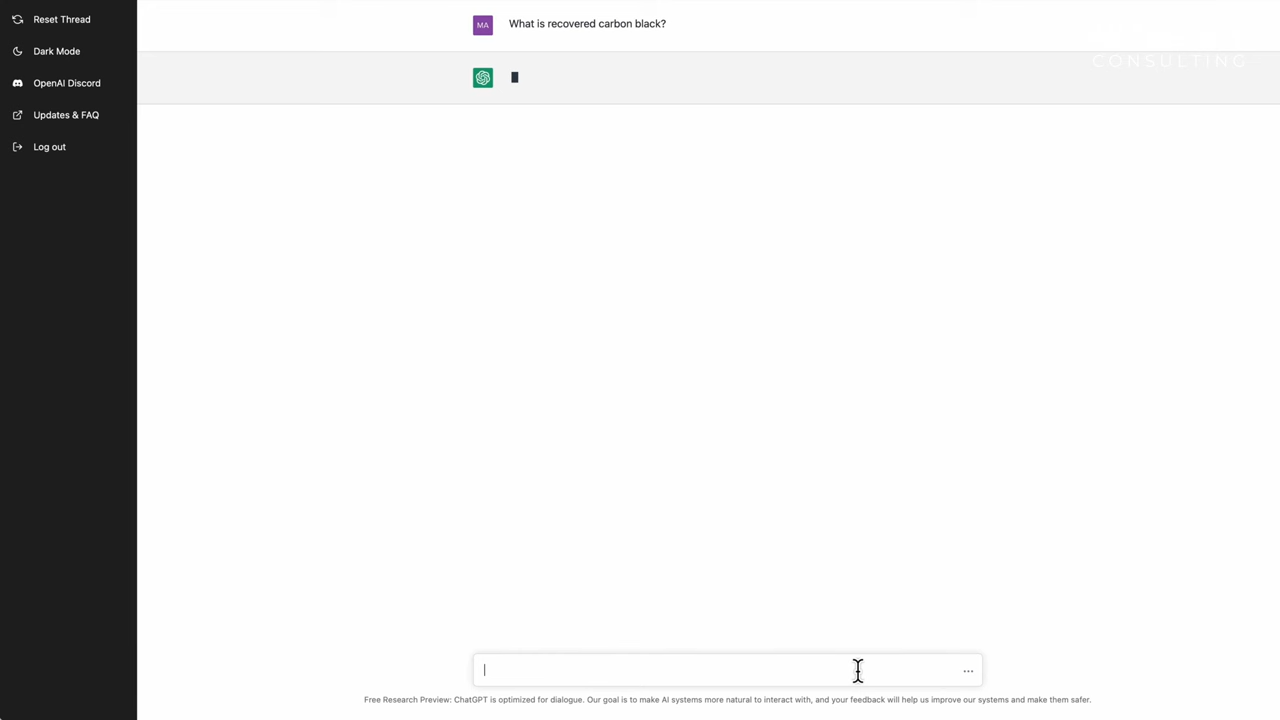 Reset Thread
Dark Mode
OpenAI Discord
Updates & FAQ
Log out
MA
What is recovered carbon black?
CONSULTING
Free Research Preview: ChatGPT is optimized for dialogue. Our goal is to make AI systems more natural to interact with, and your feedback will help us improve our systems and make them safer.